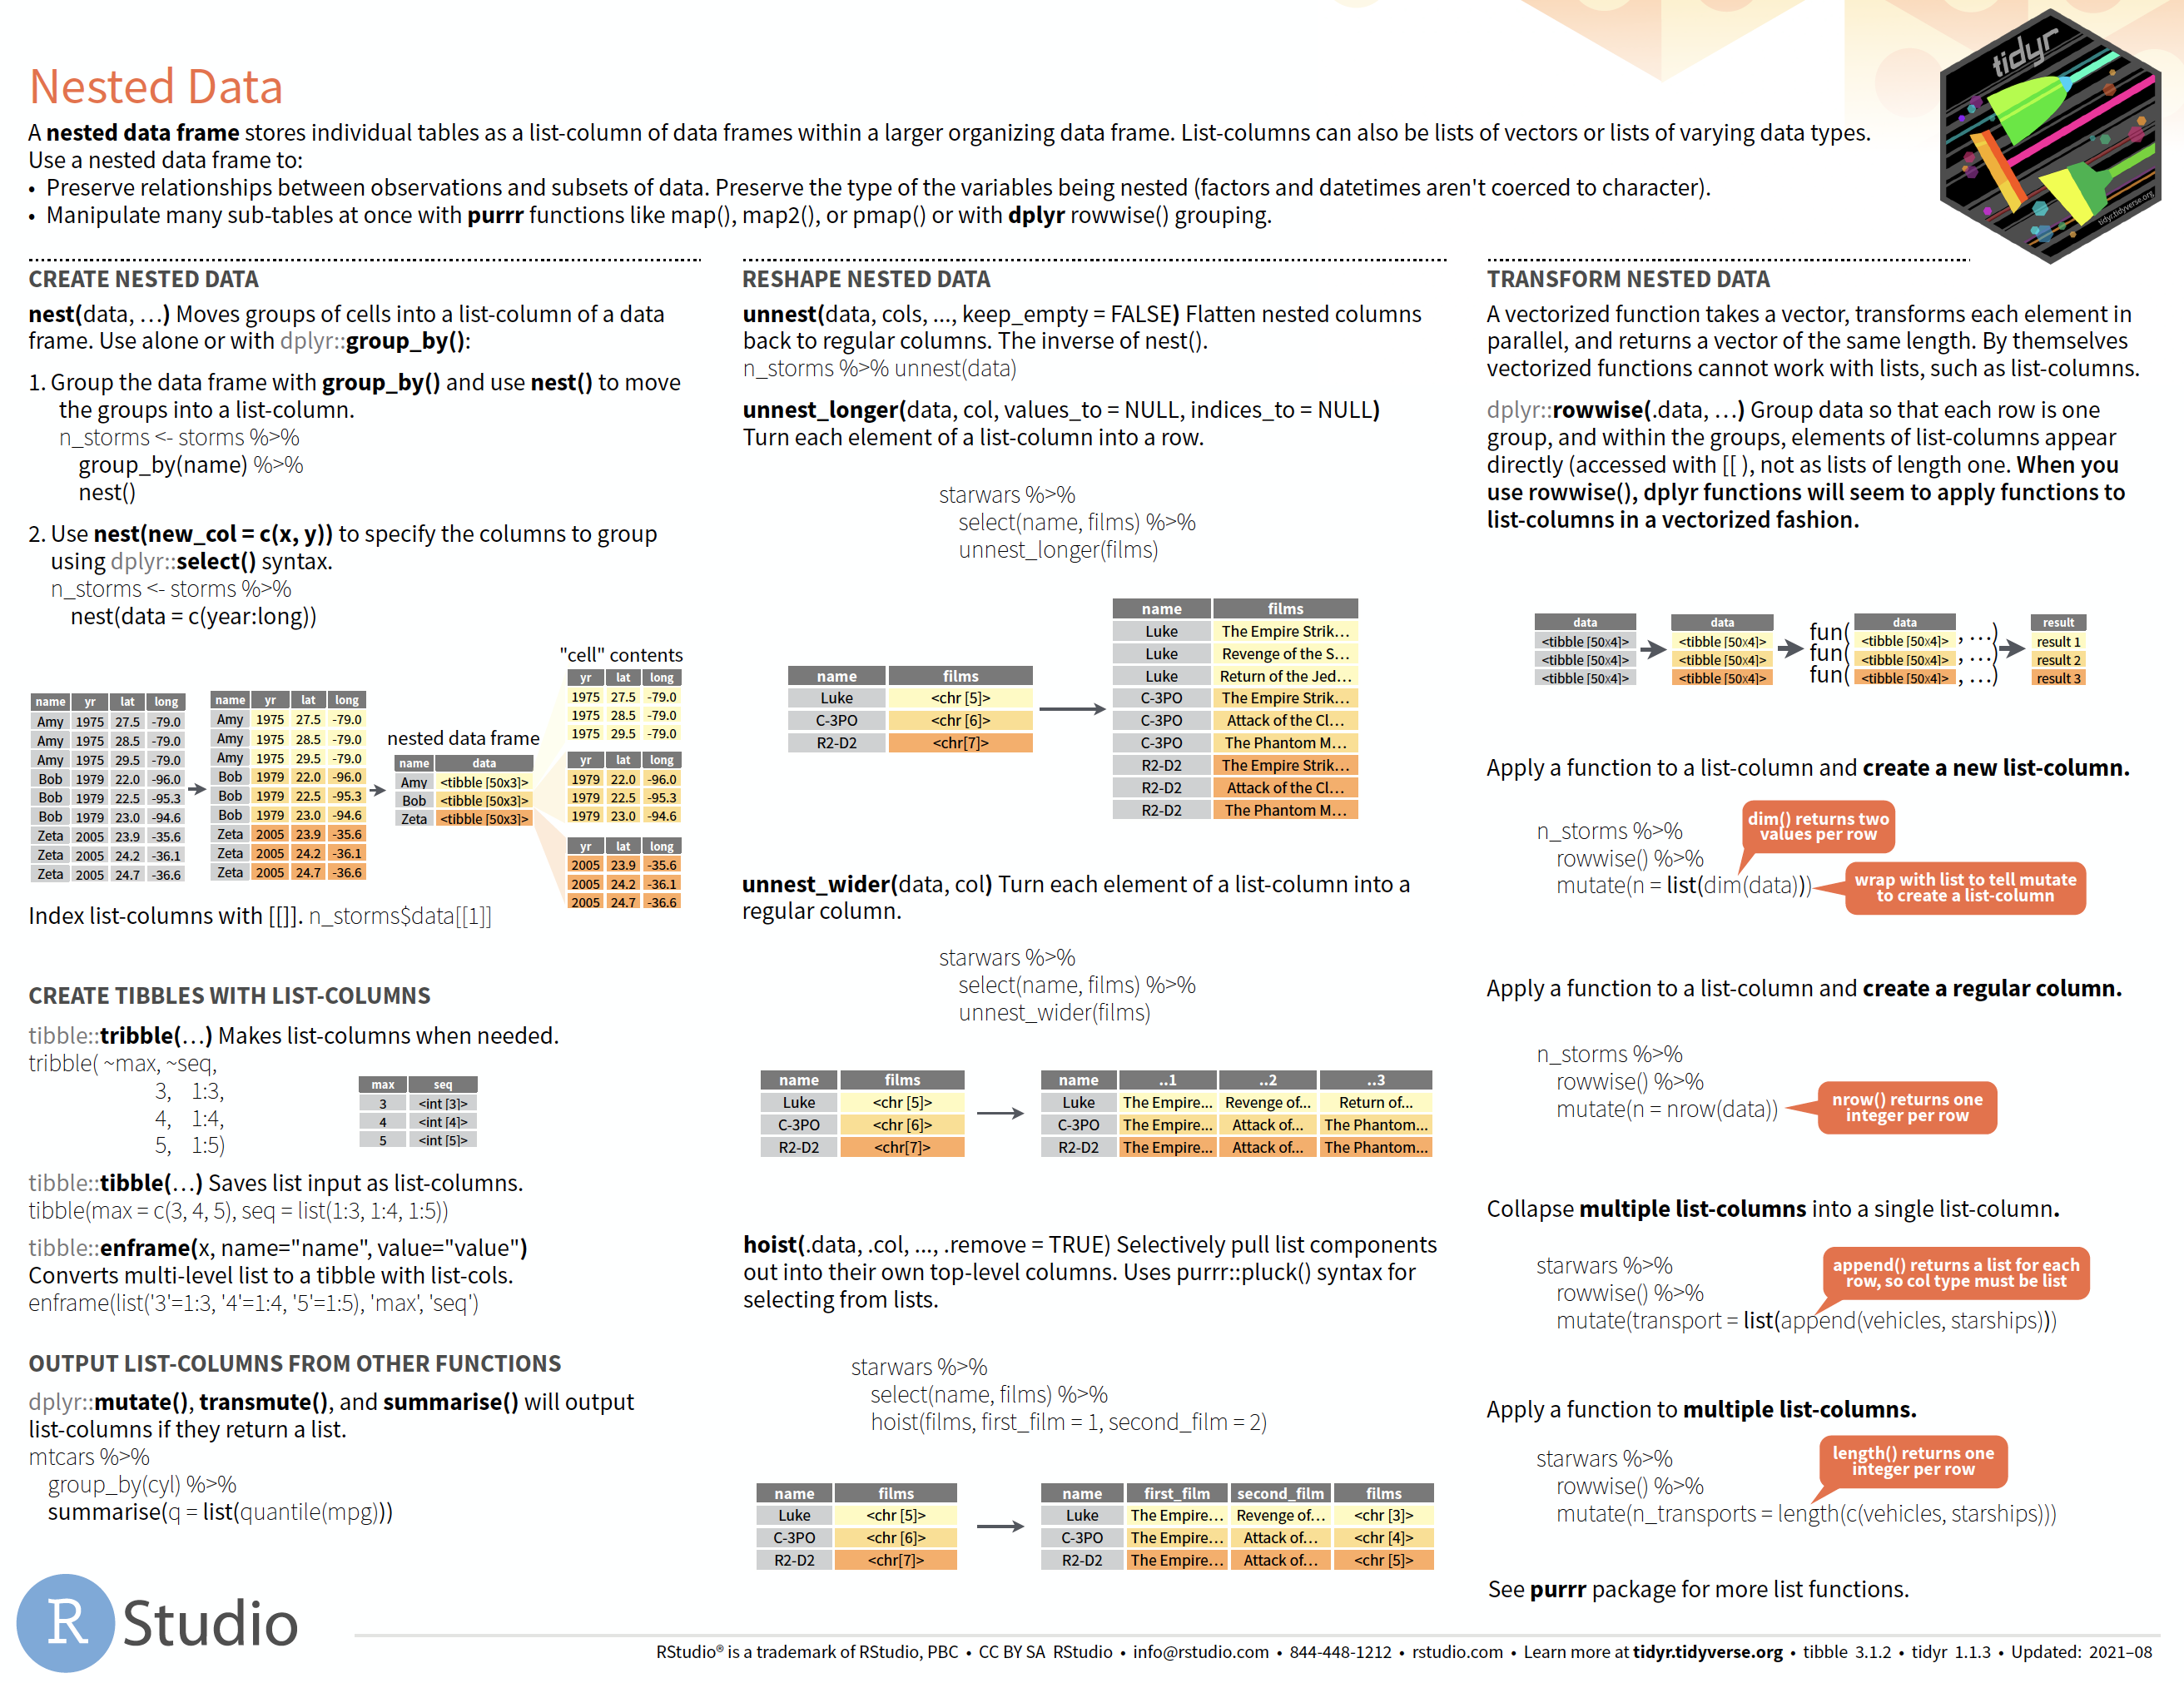 tidyr
tidyr.tidyverse.org
Nested Data
A nested data frame stores individual tables as a list-column of data frames within a larger organizing data frame. List-columns can also be lists of vectors or lists of varying data types.
Use a nested data frame to:
• Preserve relationships between observations and subsets of data. Preserve the type of the variables being nested (factors and datetimes aren't coerced to character).
• Manipulate many sub-tables at once with purrr functions like map(), map2(), or pmap() or with dplyr rowwise() grouping.
CREATE NESTED DATA
nest(data, …) Moves groups of cells into a list-column of a data
frame. Use alone or with dplyr::group_by():
1. Group the data frame with group_by() and use nest() to move
the groups into a list-column.
n_storms <- storms %>%
group_by(name) %>%
nest()
2. Use nest(new_col = c(x, y)) to specify the columns to group
using dplyr::select() syntax.
n_storms <- storms %>%
nest(data = c(year:long))
name yr lat long
Amy 1975 27.5 -79.0
Amy 1975 28.5 -79.0
Amy 1975 29.5 -79.0
Bob 1979 22.0 -96.0
Bob 1979 22.5 -95.3
Bob 1979 23.0 -94.6
Zeta 2005 23.9 -35.6
Zeta 2005 24.2 -36.1
Zeta 2005 24.7 -36.6
name yr lat long
Amy 1975 27.5 -79.0
Amy 1975 28.5 -79.0
Amy 1975 29.5 -79.0
Bob 1979 22.0 -96.0
Bob 1979 22.5 -95.3
Bob 1979 23.0 -94.6
Zeta 2005 23.9 -35.6
Zeta 2005 24.2 -36.1
Zeta 2005 24.7 -36.6
nested data frame
name data
Amy <tibble [50x3]>
Bob <tibble [50x3]>
Zeta <tibble [50x3]>
"cell" contents
yr lat long
1975 27.5 -79.0
1975 28.5 -79.0
1975 29.5 -79.0
yr lat long
1979 22.0 -96.0
1979 22.5 -95.3
1979 23.0 -94.6
yr lat long
2005 23.9 -35.6
2005 24.2 -36.1
2005 24.7 -36.6
Index list-columns with [[]]. n_storms$data[[1]]
CREATE TIBBLES WITH LIST-COLUMNS
tibble::tribble(…) Makes list-columns when needed.
tribble( ~max, ~seq,
3, 1:3,
4, 1:4,
5, 1:5)
max seq
3 <int [3]>
4 <int [4]>
5 <int [5]>
tibble::tibble(…) Saves list input as list-columns.
tibble(max = c(3, 4, 5), seq = list(1:3, 1:4, 1:5))
tibble::enframe(x, name="name", value="value")
Converts multi-level list to a tibble with list-cols.
enframe(list('3'=1:3, '4'=1:4, '5'=1:5), 'max', 'seq')
OUTPUT LIST-COLUMNS FROM OTHER FUNCTIONS
dplyr::mutate(), transmute(), and summarise() will output
list-columns if they return a list.
mtcars %>%
group_by(cyl) %>%
summarise(q = list(quantile(mpg)))
RESHAPE NESTED DATA
unnest(data, cols, ..., keep_empty = FALSE) Flatten nested columns
back to regular columns. The inverse of nest().
n_storms %>% unnest(data)
unnest_longer(data, col, values_to = NULL, indices_to = NULL)
Turn each element of a list-column into a row.
starwars %>%
select(name, films) %>%
unnest_longer(films)
name films
Luke <chr [5]>
C-3PO <chr [6]>
R2-D2 <chr[7]>
name films
Luke The Empire Strik…
Luke Revenge of the S…
Luke Return of the Jed…
C-3PO The Empire Strik…
C-3PO Attack of the Cl…
C-3PO The Phantom M…
R2-D2 The Empire Strik…
R2-D2 Attack of the Cl…
R2-D2 The Phantom M…
unnest_wider(data, col) Turn each element of a list-column into a
regular column.
starwars %>%
select(name, films) %>%
unnest_wider(films)
name films
Luke <chr [5]>
C-3PO <chr [6]>
R2-D2 <chr[7]>
name ..1 ..2 ..3
Luke The Empire... Revenge of... Return of...
C-3PO The Empire... Attack of... The Phantom...
R2-D2 The Empire... Attack of... The Phantom...
hoist(.data, .col, ..., .remove = TRUE) Selectively pull list components
out into their own top-level columns. Uses purrr::pluck() syntax for
selecting from lists.
starwars %>%
select(name, films) %>%
hoist(films, first_film = 1, second_film = 2)
name films
Luke <chr [5]>
C-3PO <chr [6]>
R2-D2 <chr[7]>
name first_film second_film films
Luke The Empire… Revenge of… <chr [3]>
C-3PO The Empire… Attack of… <chr [4]>
R2-D2 The Empire… Attack of… <chr [5]>
TRANSFORM NESTED DATA
A vectorized function takes a vector, transforms each element in
parallel, and returns a vector of the same length. By themselves
vectorized functions cannot work with lists, such as list-columns.
dplyr::rowwise(.data, …) Group data so that each row is one
group, and within the groups, elements of list-columns appear
directly (accessed with [[ ), not as lists of length one. When you
use rowwise(), dplyr functions will seem to apply functions to
list-columns in a vectorized fashion.
data
<tibble [50x4]>
<tibble [50x4]>
<tibble [50x4]>
data
<tibble [50x4]>
<tibble [50x4]>
<tibble [50x4]>
data
fun( <tibble [50x4]> , …)
fun( <tibble [50x4]> , …)
fun( <tibble [50x4]> , …)
result
result 1
result 2
result 3
Apply a function to a list-column and create a new list-column.
dim() returns two
values per row
n_storms %>%
rowwise() %>%
mutate(n = list(dim(data)))
wrap with list to tell mutate
to create a list-column
Apply a function to a list-column and create a regular column.
n_storms %>%
rowwise() %>%
mutate(n = nrow(data))
nrow() returns one
integer per row
Collapse multiple list-columns into a single list-column.
append() returns a list for each
row, so col type must be list
starwars %>%
rowwise() %>%
mutate(transport = list(append(vehicles, starships)))
Apply a function to multiple list-columns.
length() returns one
integer per row
starwars %>%
rowwise() %>%
mutate(n_transports = length(c(vehicles, starships)))
See purrr package for more list functions.
R Studio
RStudio® is a trademark of RStudio, PBC • CC BY SA RStudio • info@rstudio.com • 844-448-1212 • rstudio.com • Learn more at tidyr.tidyverse.org • tibble 3.1.2 • tidyr 1.1.3 • Updated: 2021–08